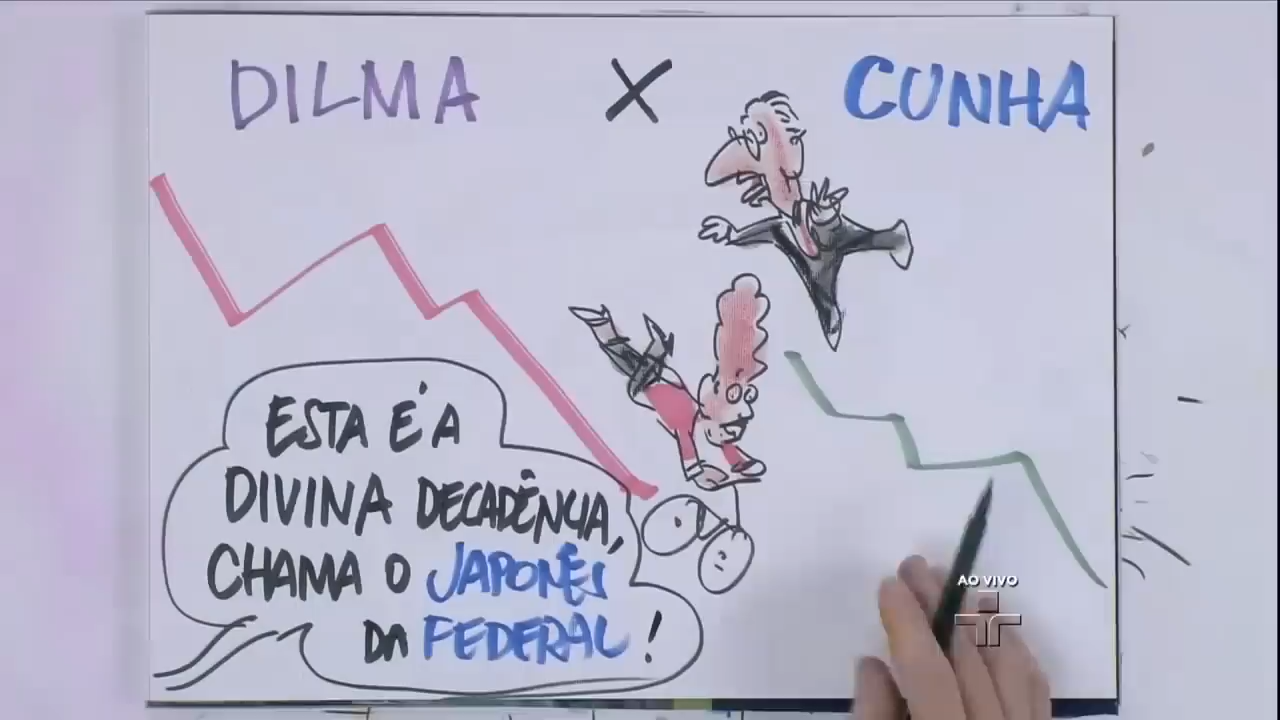 DILMA X CUNHA
ESTA É A
DIVINA DECADÊNCIA,
CHAMA O JAPONÊS
DA FEDERAL!
AO VIVO